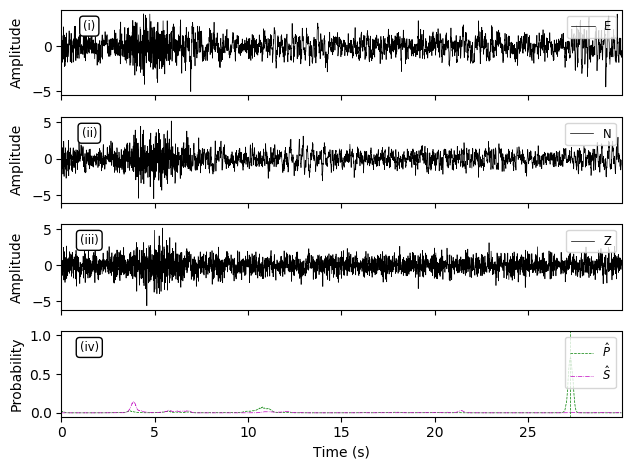 (i)
E
0
−5
Amplitude
(ii)
N
5
0
−5
Amplitude
(iii)
Z
5
0
−5
Amplitude
(iv)
P̂
Ŝ
1.0
0.5
0.0
Probability
0 5 10 15 20 25
Time (s)